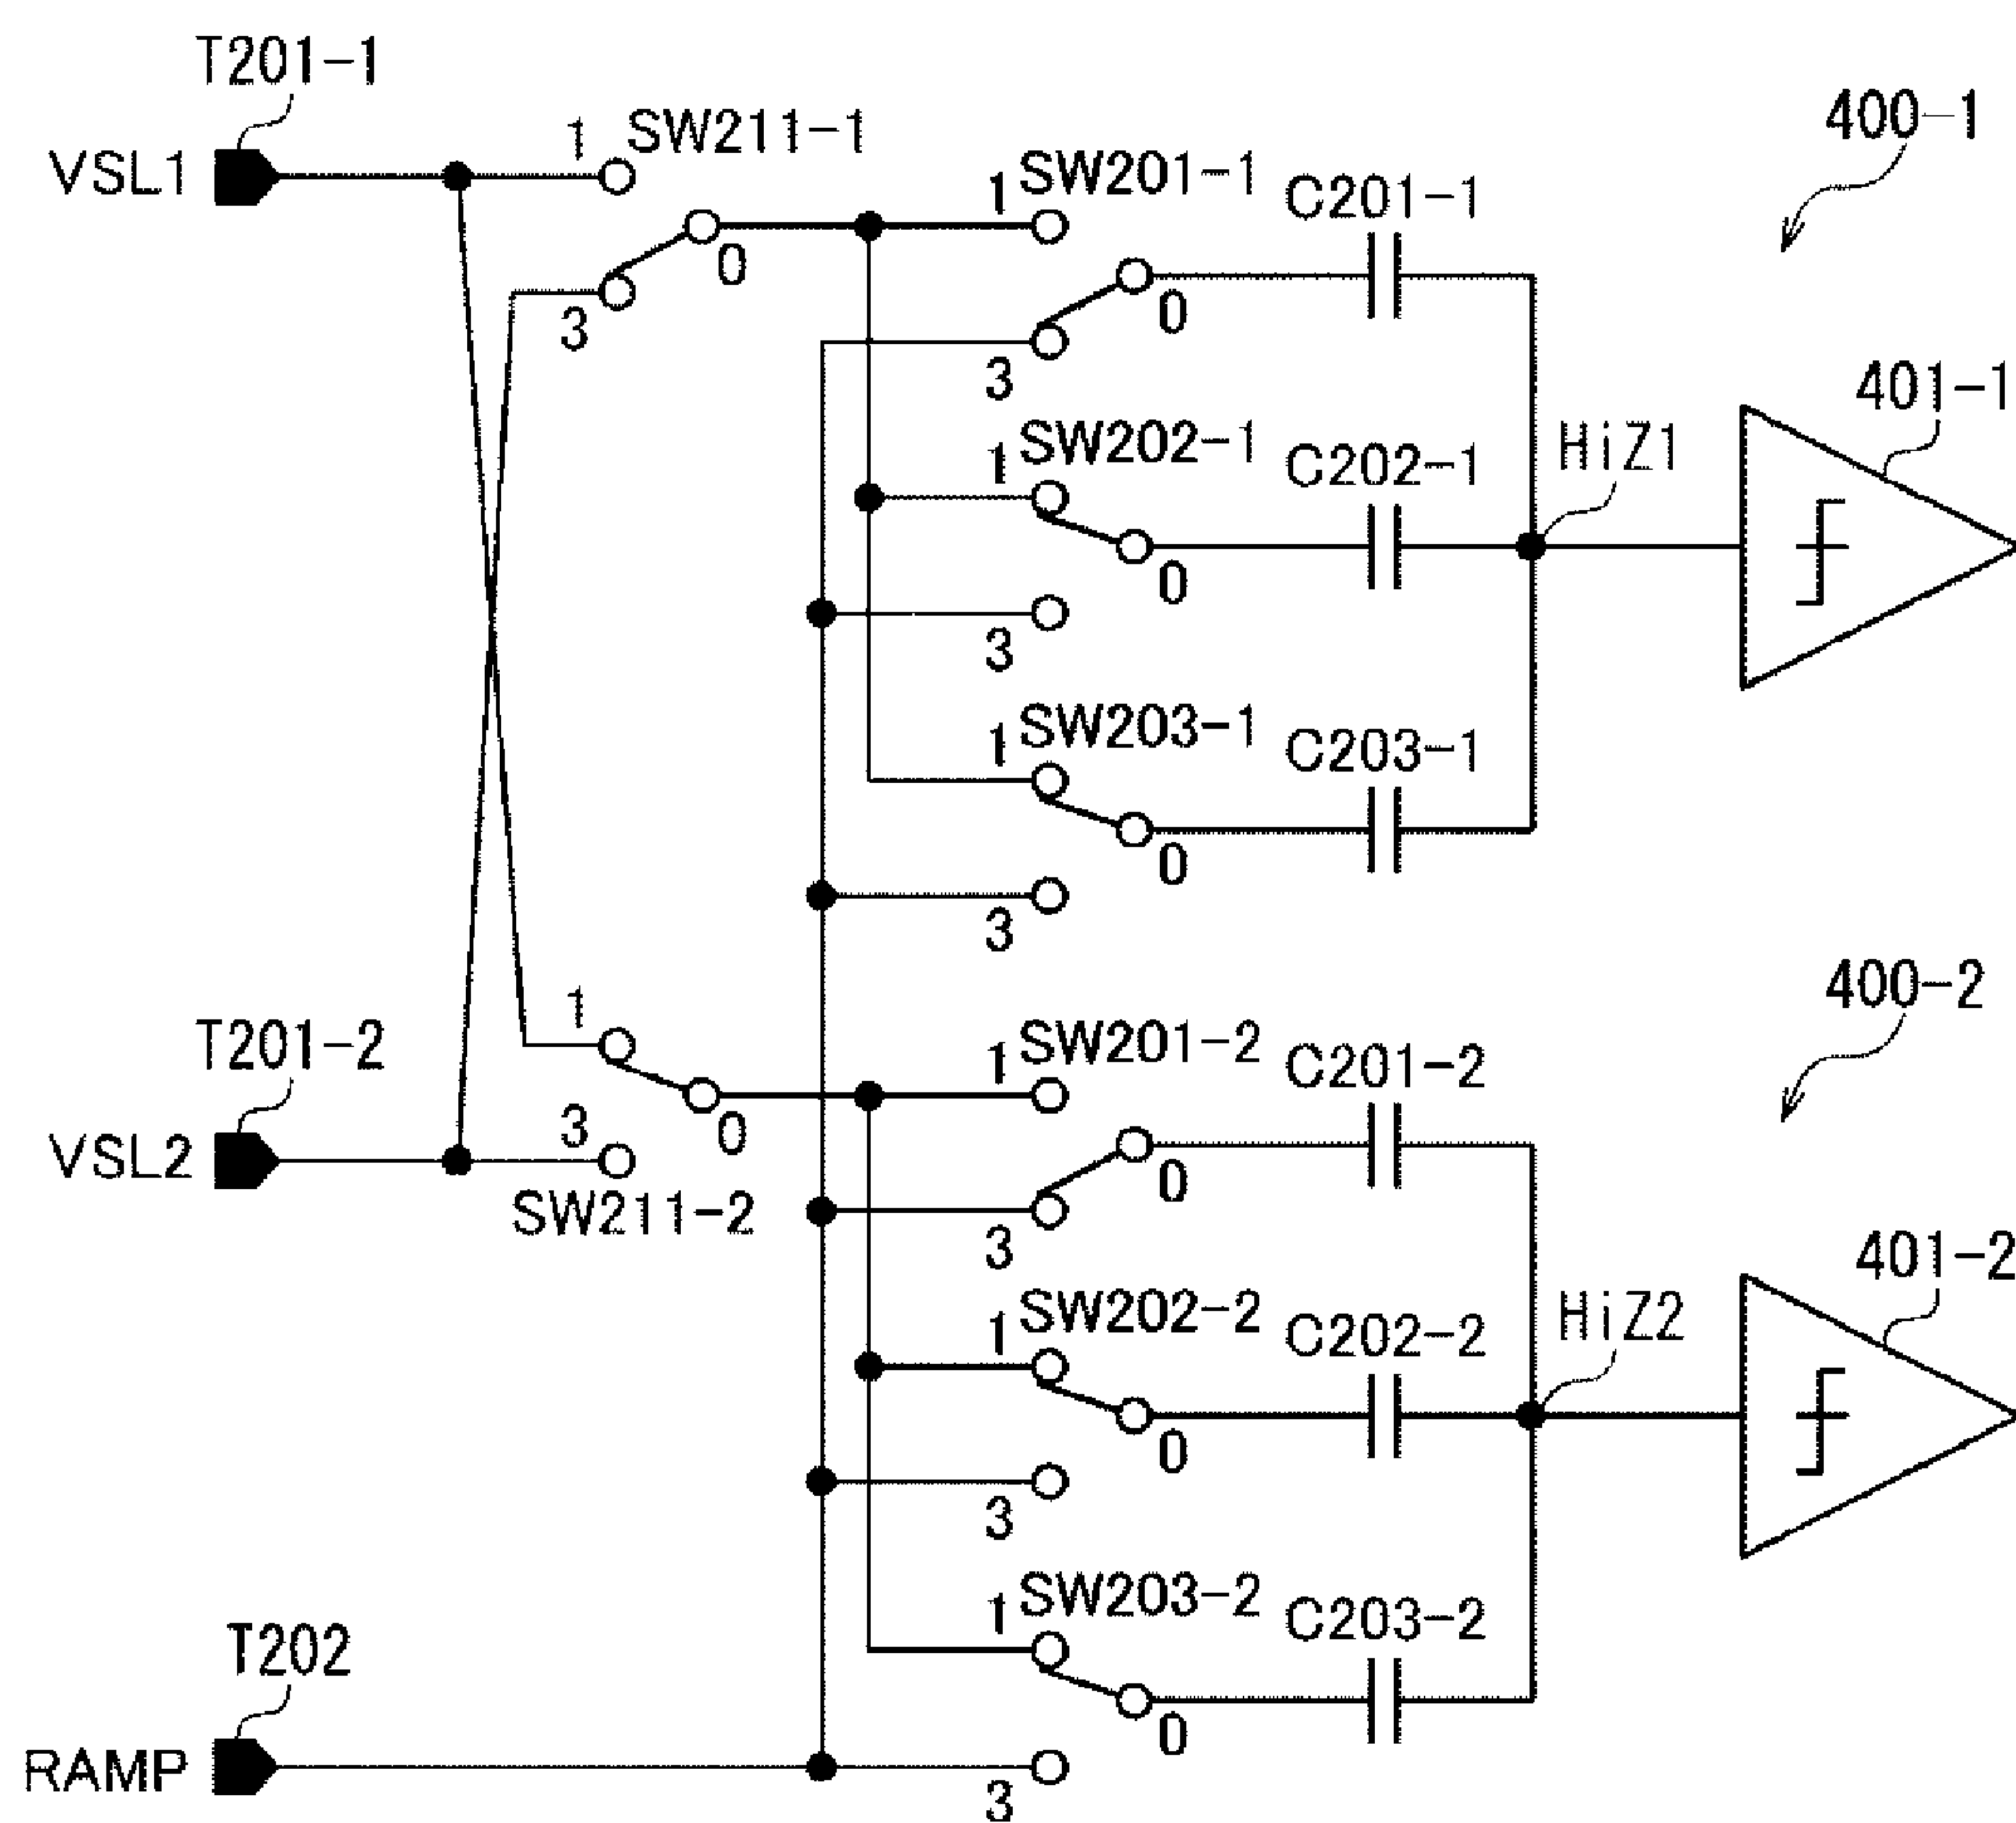 T201-1
VSL1
1 SW211-1
0
3
1 SW201-1
C201-1
0
3
400-1
1 SW202-1
C202-1
0
3
HiZ1
401-1
1 SW203-1
C203-1
0
3
400-2
T201-2
VSL2
1
0
3
SW211-2
1 SW201-2
C201-2
0
3
1 SW202-2
C202-2
0
3
HiZ2
401-2
1 SW203-2
C203-2
0
3
T202
RAMP